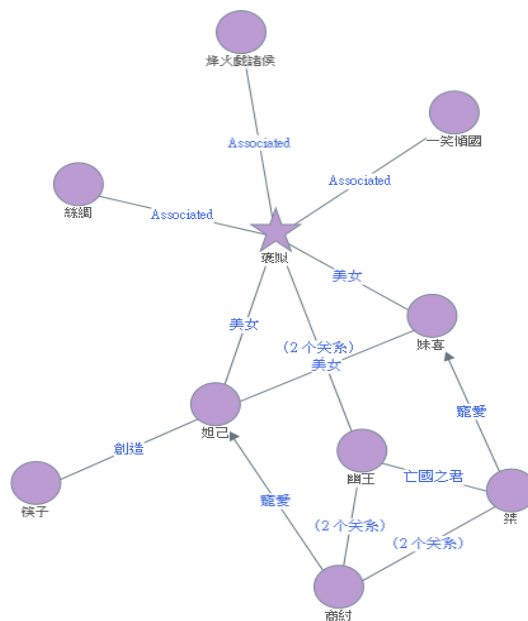 烽火戲諸侯
Associated
一笑傾國
Associated
絲綢
Associated
褒姒
美女
美女
妹喜
(2个关系)
美女
妲己
寵愛
創造
幽王
亡國之君
筷子
桀
寵愛
(2个关系)
(2个关系)
商紂